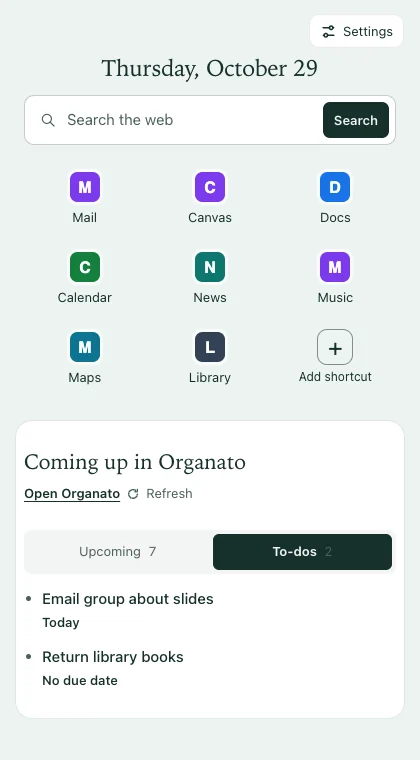 Settings
Thursday, October 29
Search the web
Search
M
C
D
Mail
Canvas
Docs
C
N
M
Calendar
News
Music
M
L
+
Maps
Library
Add shortcut
Coming up in Organato
Open Organato Refresh
Upcoming 7
To-dos 2
Email group about slides
Today
Return library books
No due date